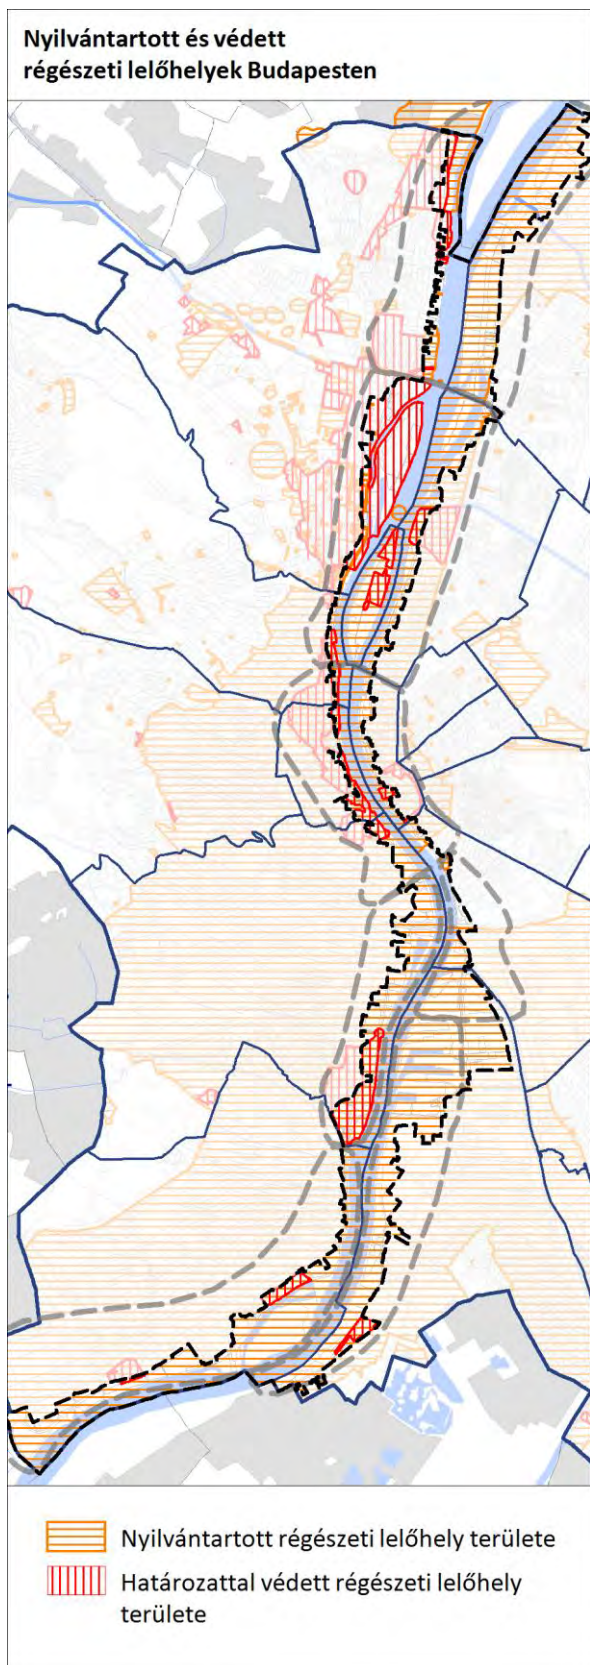 Nyilvántartott és védett
régészeti lelőhelyek Budapesten
Nyilvántartott régészeti lelőhely területe
Határozattal védett régészeti lelőhely
területe